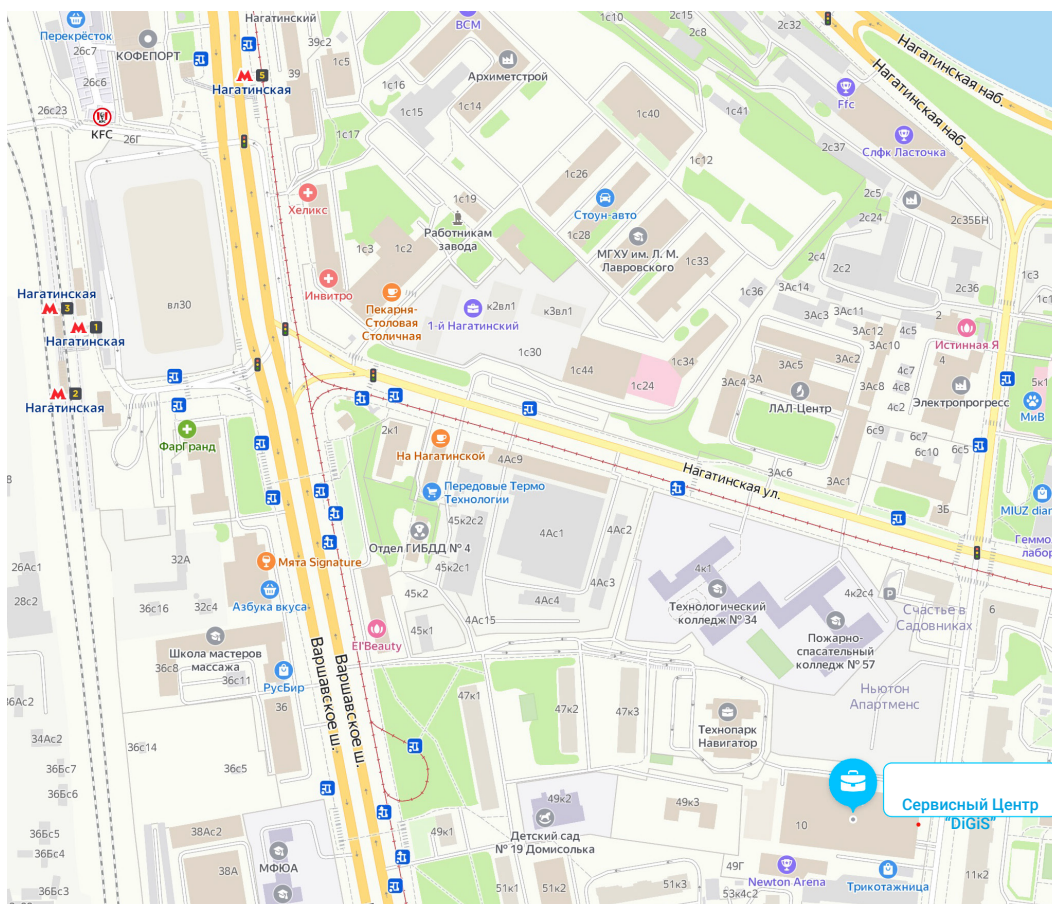 Нагатинский
ВСМ
1с10
2с15
2с8
2с32
Перекрёсток
26с7
КОФЕПОРТ
39с2
1с5
39
26с6
М 5
Нагатинская
Архиметстрой
1с16
1с15
1с14
1с40
1с41
Ffc
Нагатинская наб.
Нагатинская наб.
26с23
KFC
26Г
1с17
2с37
Слфк Ласточка
1с12
1с26
2с5
2с24
2с35БН
Хеликс
1с19
Работникам
завода
Стоун-авто
1с28
МГХУ им. Л. М.
Лавровского
1с3
1с2
1с33
2с4
2с2
1с3
Инвитро
Пекарня-
Столовая
Столичная
к2вл1
1-й Нагатинский
к3вл1
1с36
3Ас14
2с36
Нагатинская
М 3
М 1
Нагатинская
вл30
3Ас3
3Ас11
3Ас12
3Ас10
4с5
2
Истинная Я
1с30
1с44
1с34
1с24
3Ас5
3Ас2
3Ас4
3А
ЛАЛ-Центр
3Ас8
4с7
4с8
4с2
4
Электропрогресс
5к1
МиВ
М 2
Нагатинская
ФарГранд
2к1
На Нагатинской
4Ас9
6с9
6с7
6с10
6с5
Нагатинская ул.
3Ас6
3Ас1
3Б
Передовые Термо
Технологии
MIUZ diar
45к2с2
Отдел ГИБДД № 4
45к2с1
4Ас1
4Ас2
4Ас3
4Ас4
Геммо
лабор
26Ас1
28с2
32А
Мята Signature
Азбука вкуса
36с16
32с4
45к2
45к1
4Ас15
4к1
Технологический
колледж № 34
4к2с4
P
Счастье в
Садовниках
6
Школа мастеров
массажа
36с8
36с11
РусБир
El'Beauty
Пожарно-
спасательный
колледж № 57
Варшавское ш.
Варшавское ш.
36
47к1
47к2
47к3
Ньютон
Апартменс
Технопарк
Навигатор
36Ас2
34Ас2
36с14
36Бс7
36с5
36Бс6
49к2
49к3
10
Сервисный Центр
"DiGiS"
36Бс5
36Бс4
38Ас2
49к1
Детский сад
№ 19 Домисолька
МФЮА
38А
49Г
Newton Arena
Трикотажница
36Бс3
51к1
51к2
51к3
53к4с2
11к2